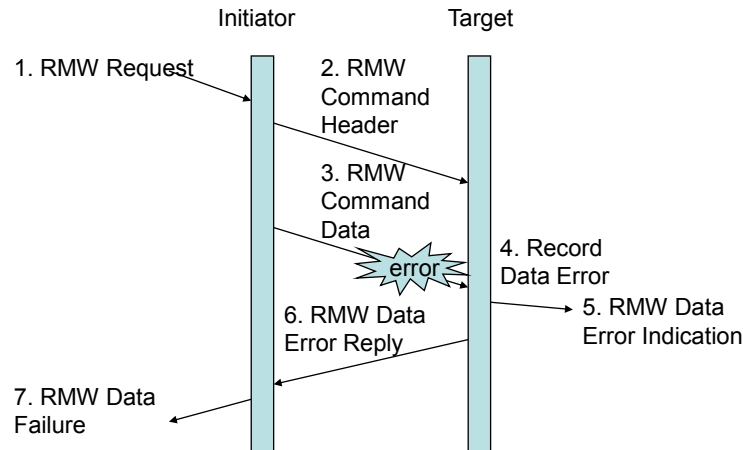 Initiator
Target
1. RMW Request
2. RMW
Command
Header
3. RMW
Command
Data
error
4. Record
Data Error
5. RMW Data
Error Indication
6. RMW Data
Error Reply
7. RMW Data
Failure